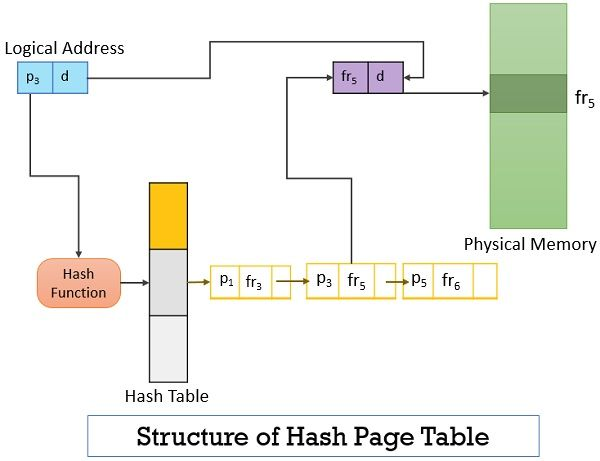 Logical Address
p₃ d
fr₅ d
fr₅
Physical Memory
Hash
Function
p₁ fr₃
p₃ fr₅
p₅ fr₆
Hash Table
Structure of Hash Page Table